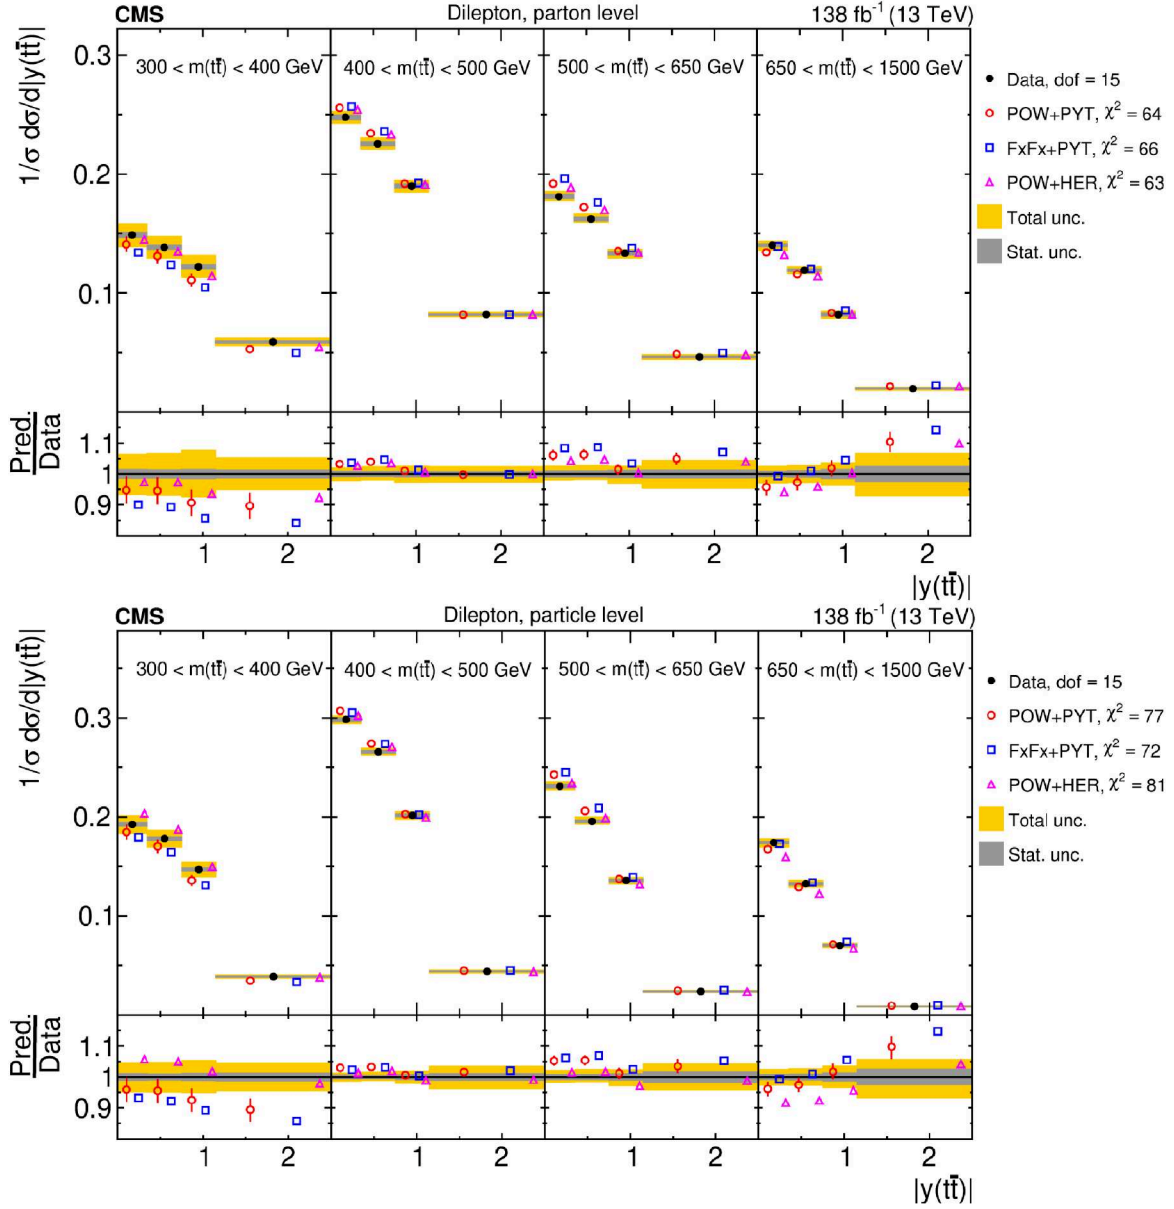 CMS Dilepton, parton level 138 fb⁻¹ (13 TeV)
1/σ dσ/d|y(tt̄)|
0.3
0.2
0.1
300 < m(tt̄) < 400 GeV
400 < m(tt̄) < 500 GeV
500 < m(tt̄) < 650 GeV
650 < m(tt̄) < 1500 GeV
Data, dof = 15
POW+PYT, χ² = 64
FxFx+PYT, χ² = 66
POW+HER, χ² = 63
Total unc.
Stat. unc.
Pred.
Data
1.1
1
0.9
1 2 1 2 1 2 1 2
|y(tt̄)|
CMS Dilepton, particle level 138 fb⁻¹ (13 TeV)
1/σ dσ/d|y(tt̄)|
0.3
0.2
0.1
300 < m(tt̄) < 400 GeV
400 < m(tt̄) < 500 GeV
500 < m(tt̄) < 650 GeV
650 < m(tt̄) < 1500 GeV
Data, dof = 15
POW+PYT, χ² = 77
FxFx+PYT, χ² = 72
POW+HER, χ² = 81
Total unc.
Stat. unc.
Pred.
Data
1.1
1
0.9
1 2 1 2 1 2 1 2
|y(tt̄)|